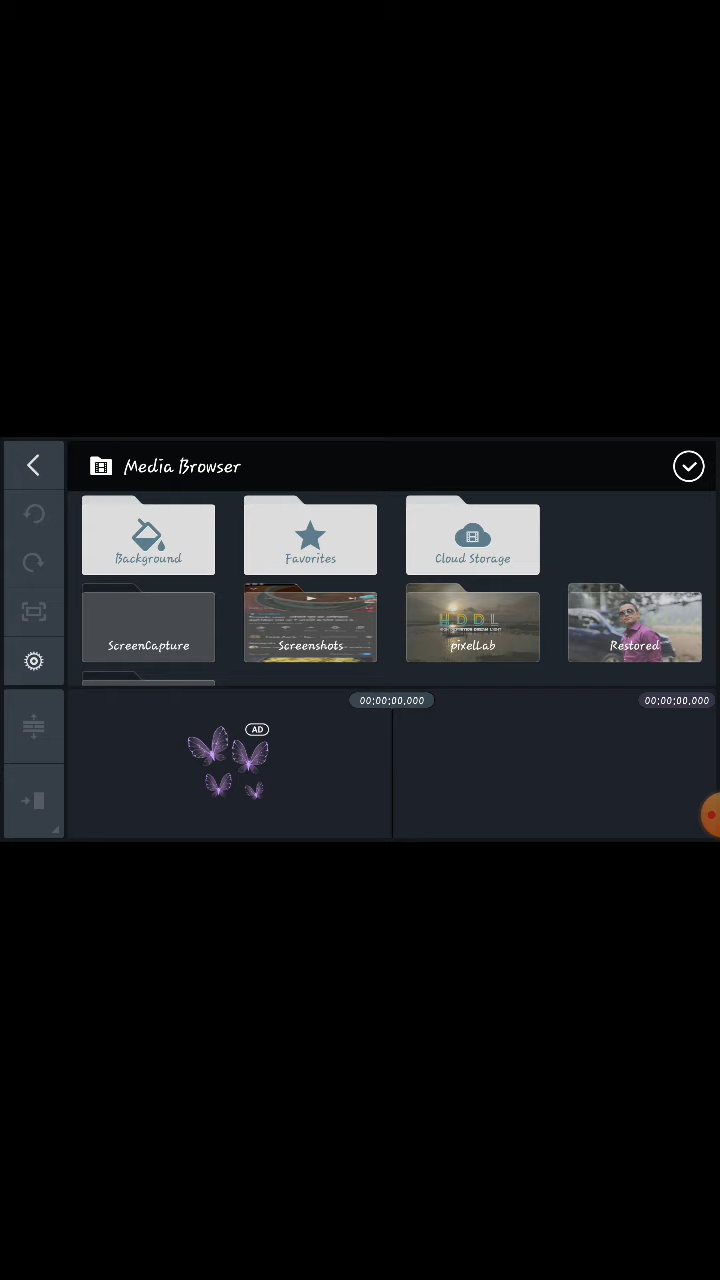 Media Browser
Background
Favorites
Cloud Storage
ScreenCapture
Screenshots
HDDL
pixelLab
Restored
00;00;00,000
00;00;00,000
AD